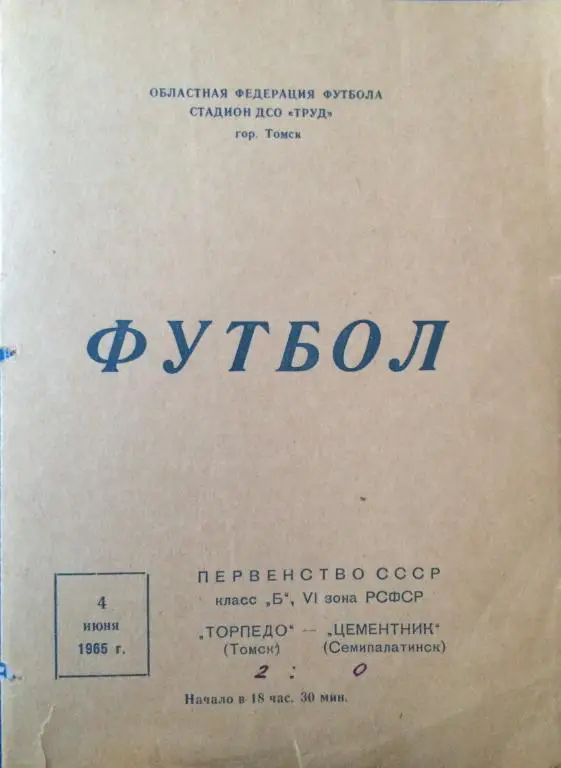 ОБЛАСТНАЯ ФЕДЕРАЦИЯ ФУТБОЛА
СТАДИОН ДСО «ТРУД»
гор. Томск
ФУТБОЛ
4
июня
1965 г.
ПЕРВЕНСТВО СССР
класс „Б“, VI зона РСФСР
„ТОРПЕДО“ — „ЦЕМЕНТНИК“
(Томск) (Семипалатинск)
2 : 0
Начало в 18 час. 30 мин.